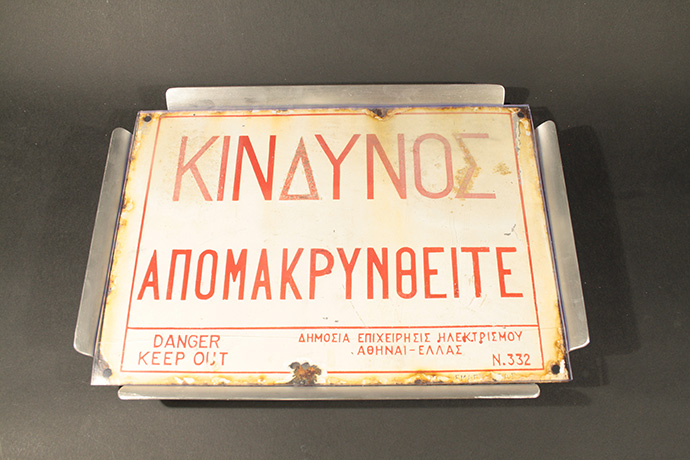 ΚΙΝΔΥΝΟΣ
ΑΠΟΜΑΚΡΥΝΘΕΙΤΕ
DANGER
KEEP OUT
ΔΗΜΟΣΙΑ ΕΠΙΧΕΙΡΗΣΙΣ ΗΛΕΚΤΡΙΣΜΟΥ
ΑΘΗΝΑΙ-ΕΛΛΑΣ
N.332